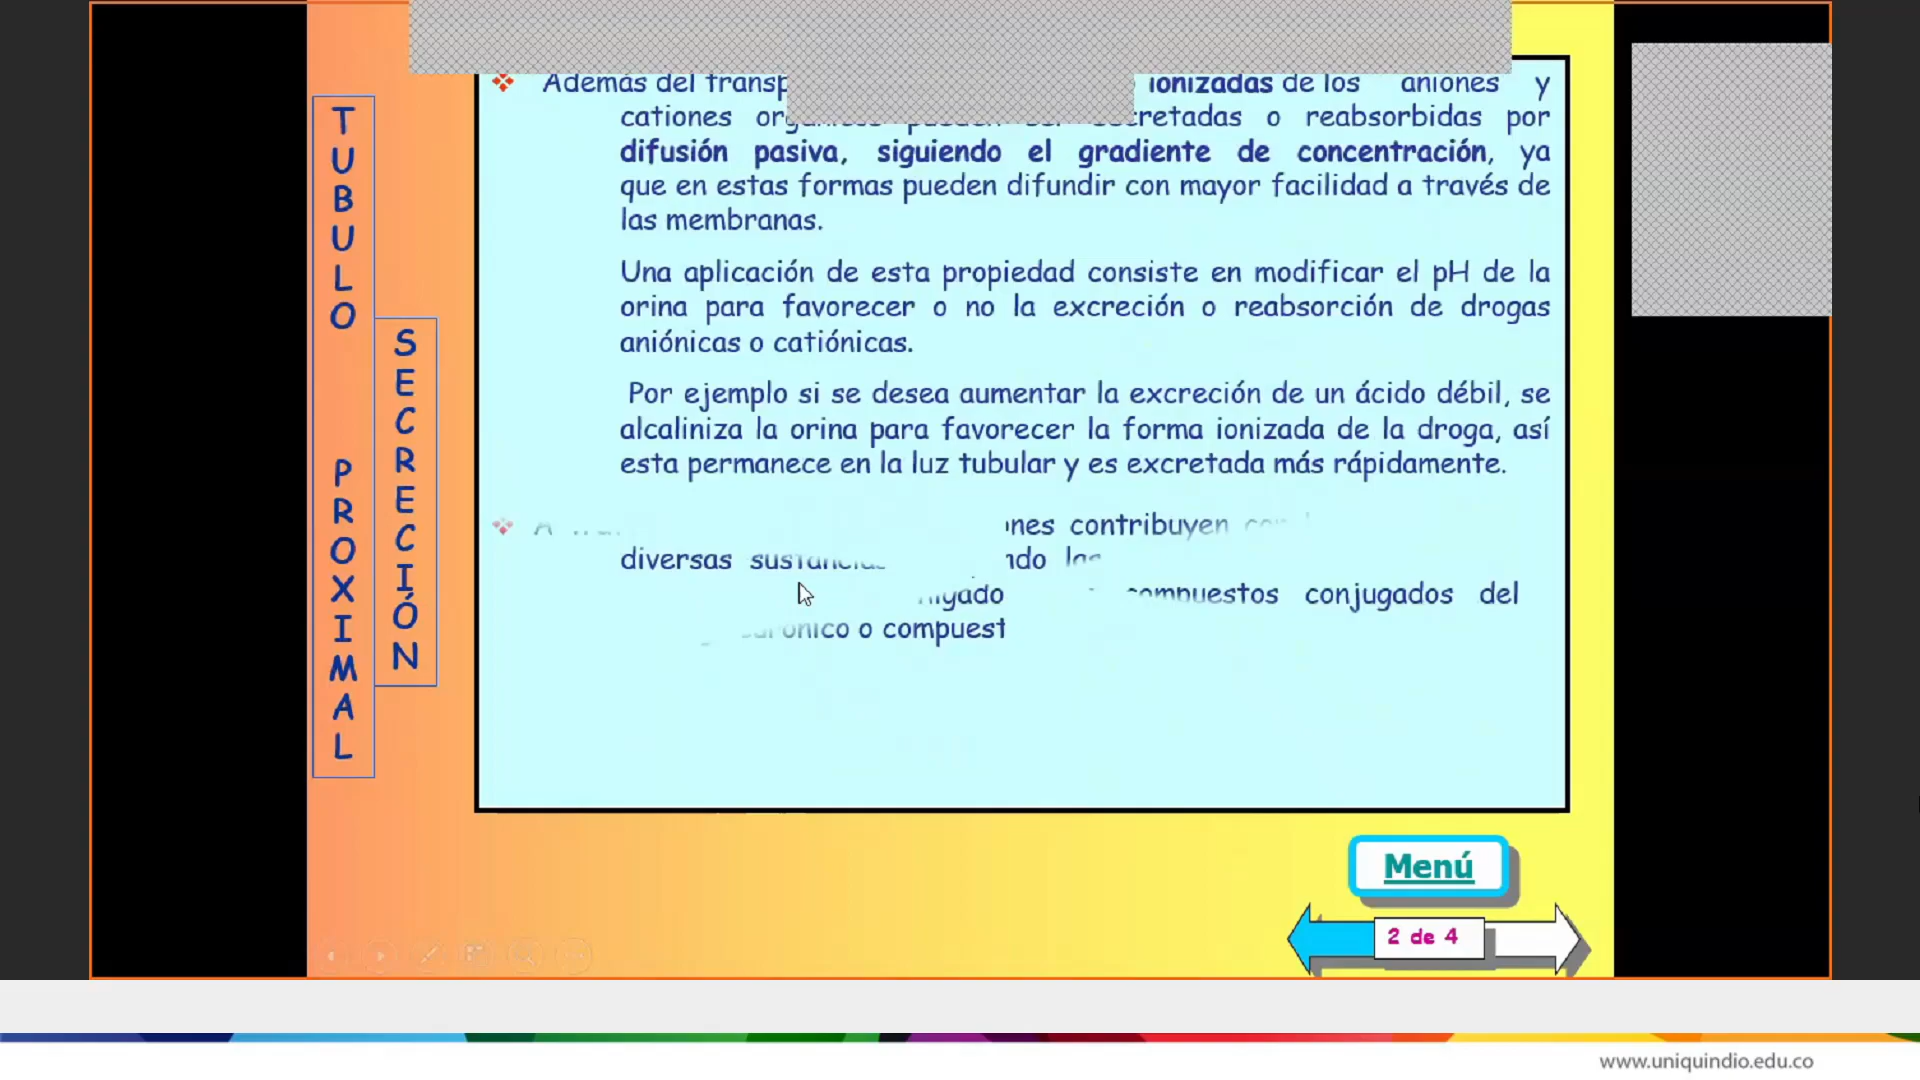 TUBULO PROXIMAL
SECRECIÓN
Además del ionizadas de los aniones y
cationes o reabsorbidas por
difusión pasiva, siguiendo el gradiente de concentración, ya
que en estas formas pueden difundir con mayor facilidad a través de
las membranas.
Una aplicación de esta propiedad consiste en modificar el pH de la
orina para favorecer o no la excreción o reabsorción de drogas
aniónicas o catiónicas.
Por ejemplo si se desea aumentar la excreción de un ácido débil, se
alcaliniza la orina para favorecer la forma ionizada de la droga, así
esta permanece en la luz tubular y es excretada más rápidamente.
contribuyen
diversas
compuestos conjugados del
o
Menú
2 de 4
www.uniquindio.edu.co